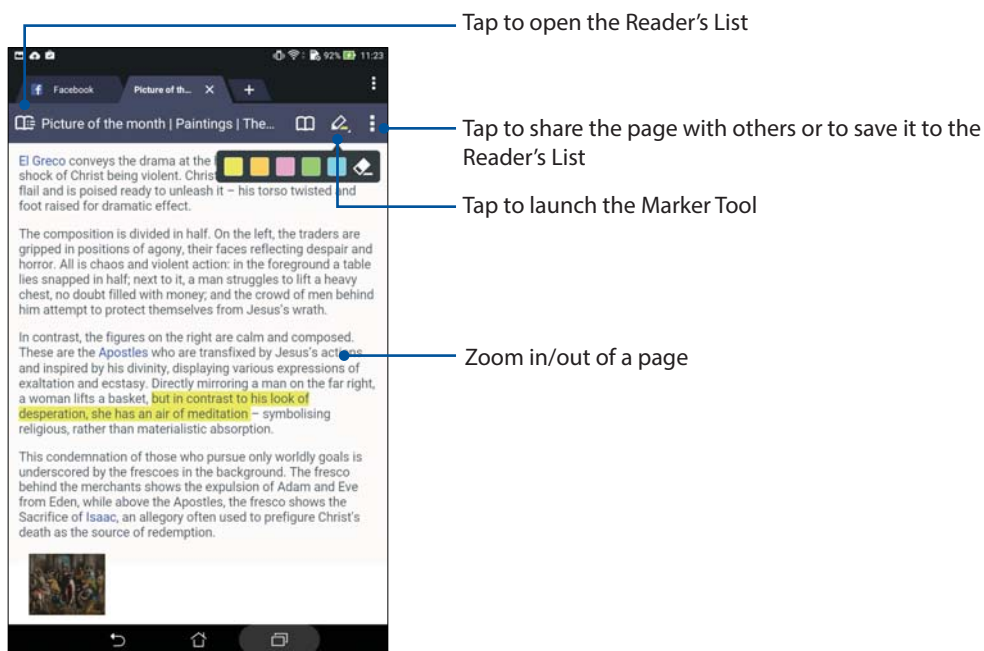 Tap to open the Reader's List
92% 11:23
Facebook Picture of th... X +
Picture of the month | Paintings | The...
Tap to share the page with others or to save it to the
Reader's List
Tap to launch the Marker Tool
El Greco conveys the drama at the
shock of Christ being violent. Christ
flail and is poised ready to unleash it – his torso twisted and
foot raised for dramatic effect.
The composition is divided in half. On the left, the traders are
gripped in positions of agony, their faces reflecting despair and
horror. All is chaos and violent action: in the foreground a table
lies snapped in half; next to it, a man struggles to lift a heavy
chest, no doubt filled with money; and the crowd of men behind
him attempt to protect themselves from Jesus's wrath.
In contrast, the figures on the right are calm and composed.
These are the Apostles who are transfixed by Jesus's actions
and inspired by his divinity, displaying various expressions of
exaltation and ecstasy. Directly mirroring a man on the far right,
a woman lifts a basket, but in contrast to his look of
desperation, she has an air of meditation – symbolising
religious, rather than materialistic absorption.
Zoom in/out of a page
This condemnation of those who pursue only worldly goals is
underscored by the frescoes in the background. The fresco
behind the merchants shows the expulsion of Adam and Eve
from Eden, while above the Apostles, the fresco shows the
Sacrifice of Isaac, an allegory often used to prefigure Christ's
death as the source of redemption.